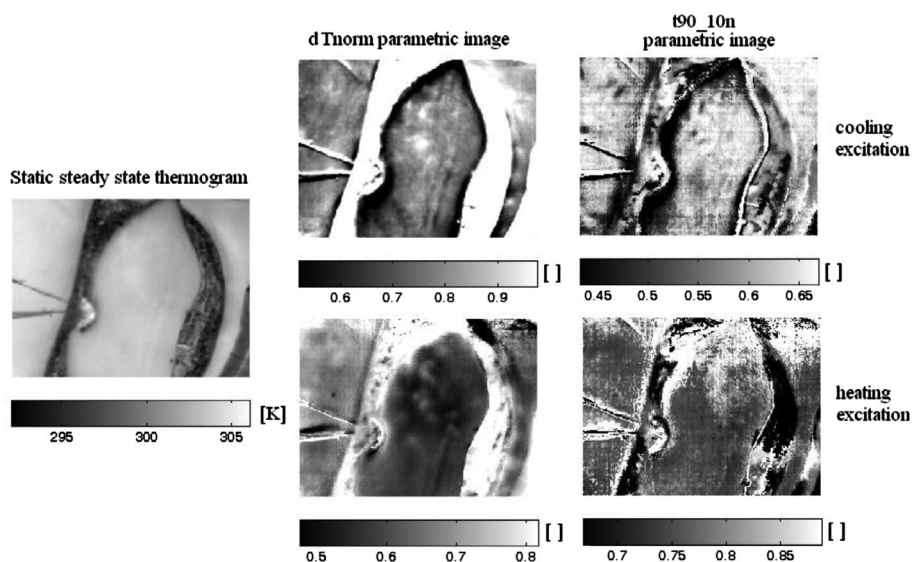 t90_10n
d Tnorm parametric image
parametric image
cooling
excitation
Static steady state thermogram
[ ]
[ ]
0.6 0.7 0.8 0.9
0.45 0.5 0.55 0.6 0.65
heating
excitation
[K]
295 300 305
[ ]
[ ]
0.5 0.6 0.7 0.8
0.7 0.75 0.8 0.85